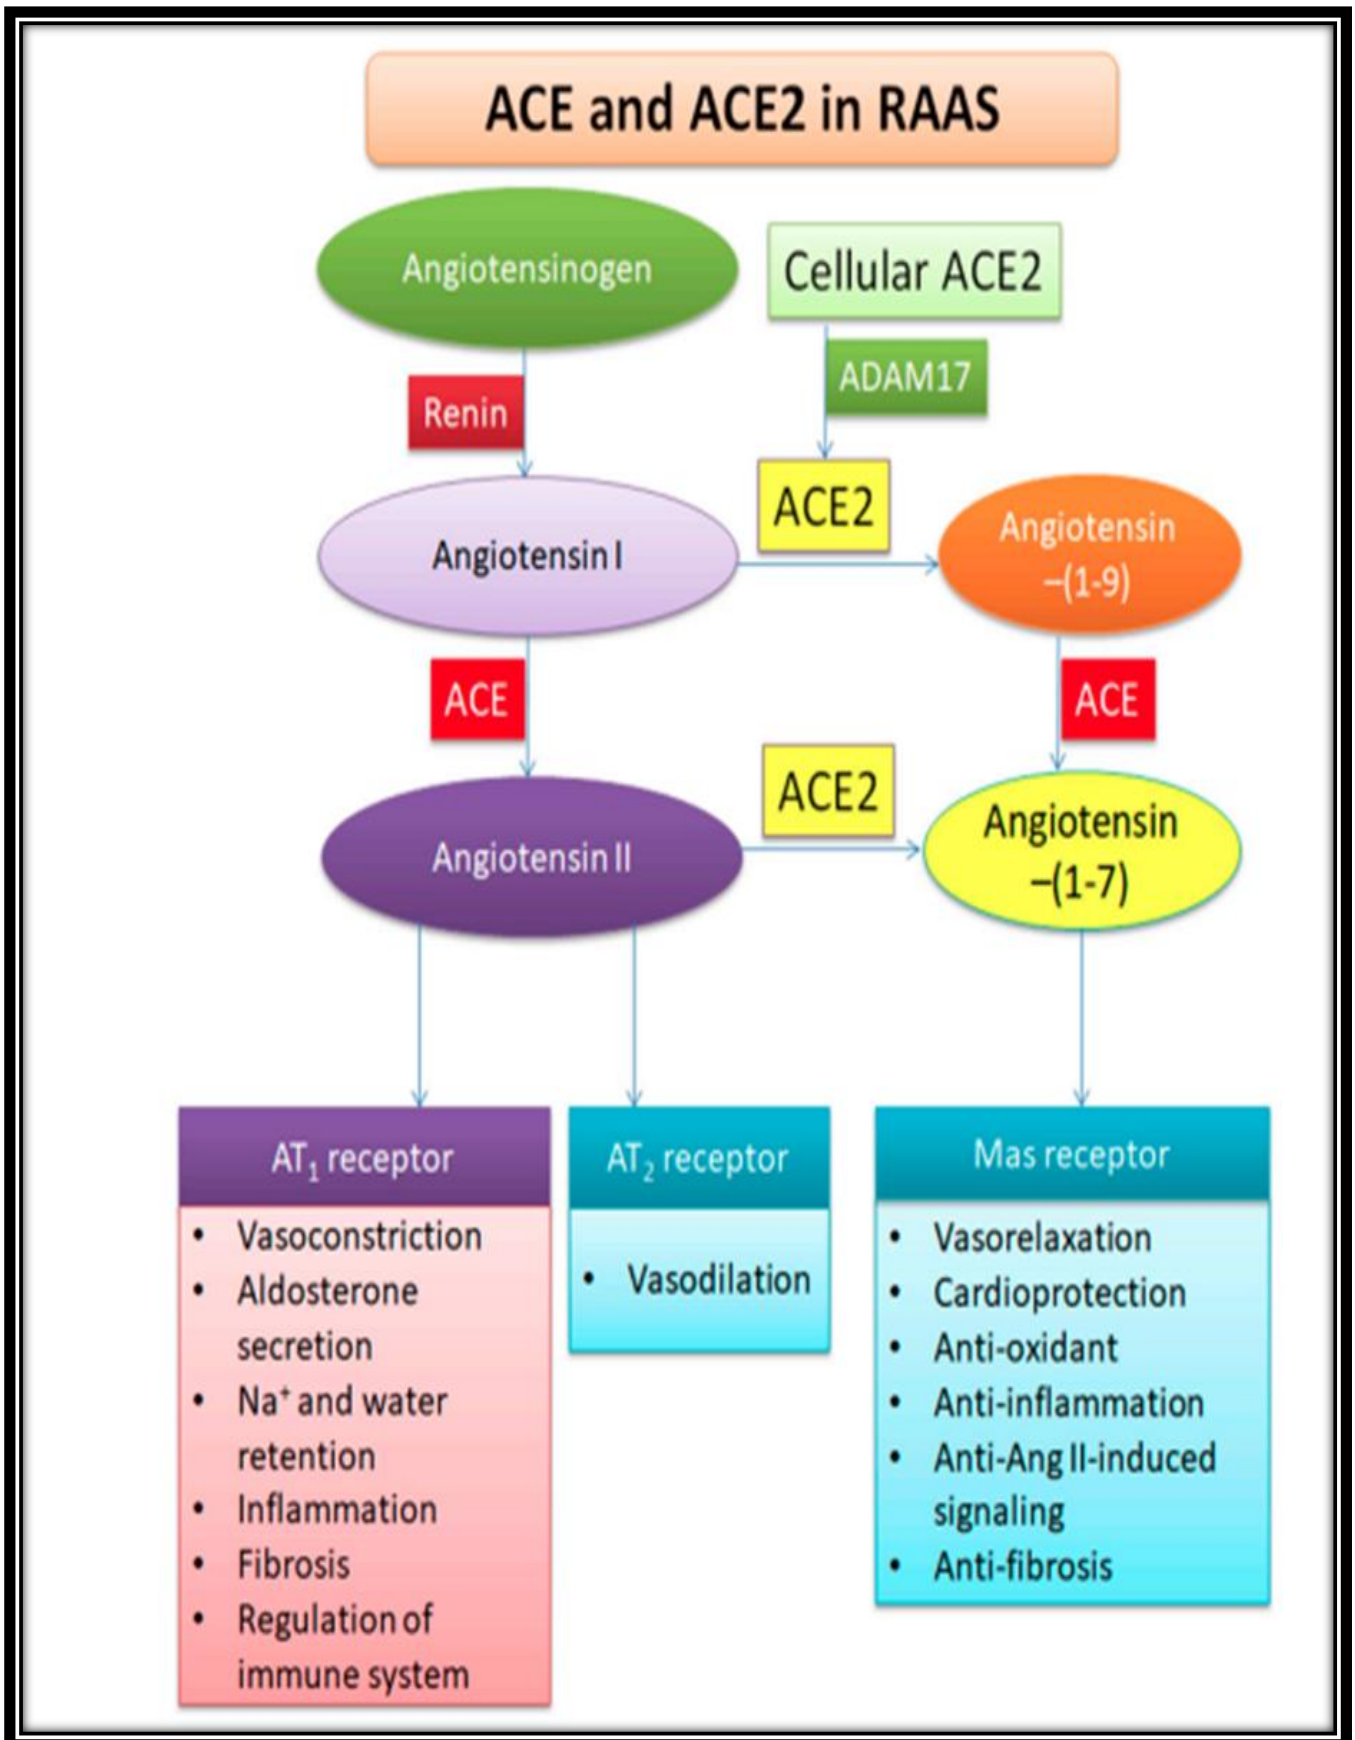 ACE and ACE2 in RAAS
Angiotensinogen
Cellular ACE2
ADAM17
Renin
ACE2
Angiotensin I
Angiotensin
–(1-9)
ACE
ACE
ACE2
Angiotensin II
Angiotensin
–(1-7)
AT₁ receptor
• Vasoconstriction
• Aldosterone
secretion
• Na⁺ and water
retention
• Inflammation
• Fibrosis
• Regulation of
immune system
AT₂ receptor
• Vasodilation
Mas receptor
• Vasorelaxation
• Cardioprotection
• Anti-oxidant
• Anti-inflammation
• Anti-Ang II-induced
signaling
• Anti-fibrosis